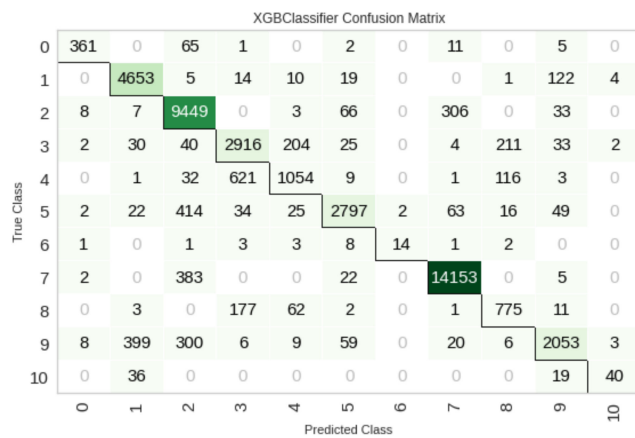 XGBClassifier Confusion Matrix
0 361 0 65 1 0 2 0 11 0 5 0
1 0 4653 5 14 10 19 0 0 1 122 4
2 8 7 9449 0 3 66 0 306 0 33 0
3 2 30 40 2916 204 25 0 4 211 33 2
4 0 1 32 621 1054 9 0 1 116 3 0
5 2 22 414 34 25 2797 2 63 16 49 0
6 1 0 1 3 3 8 14 1 2 0 0
7 2 0 383 0 0 22 0 14153 0 5 0
8 0 3 0 177 62 2 0 1 775 11 0
9 8 399 300 6 9 59 0 20 6 2053 3
10 0 36 0 0 0 0 0 0 0 19 40
0 1 2 3 4 5 6 7 8 9 10
True Class
Predicted Class